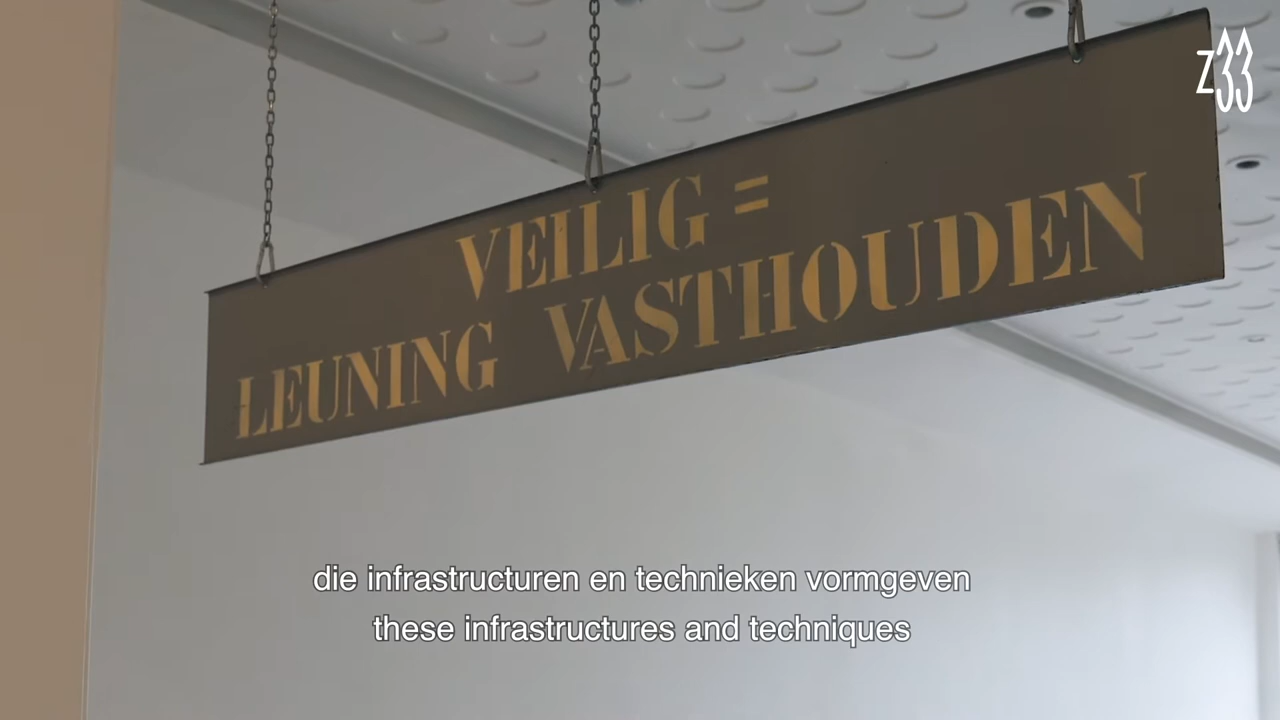 Z33
VEILIG =
LEUNING VASTHOUDEN
die infrastructuren en technieken vormgeven
these infrastructures and techniques